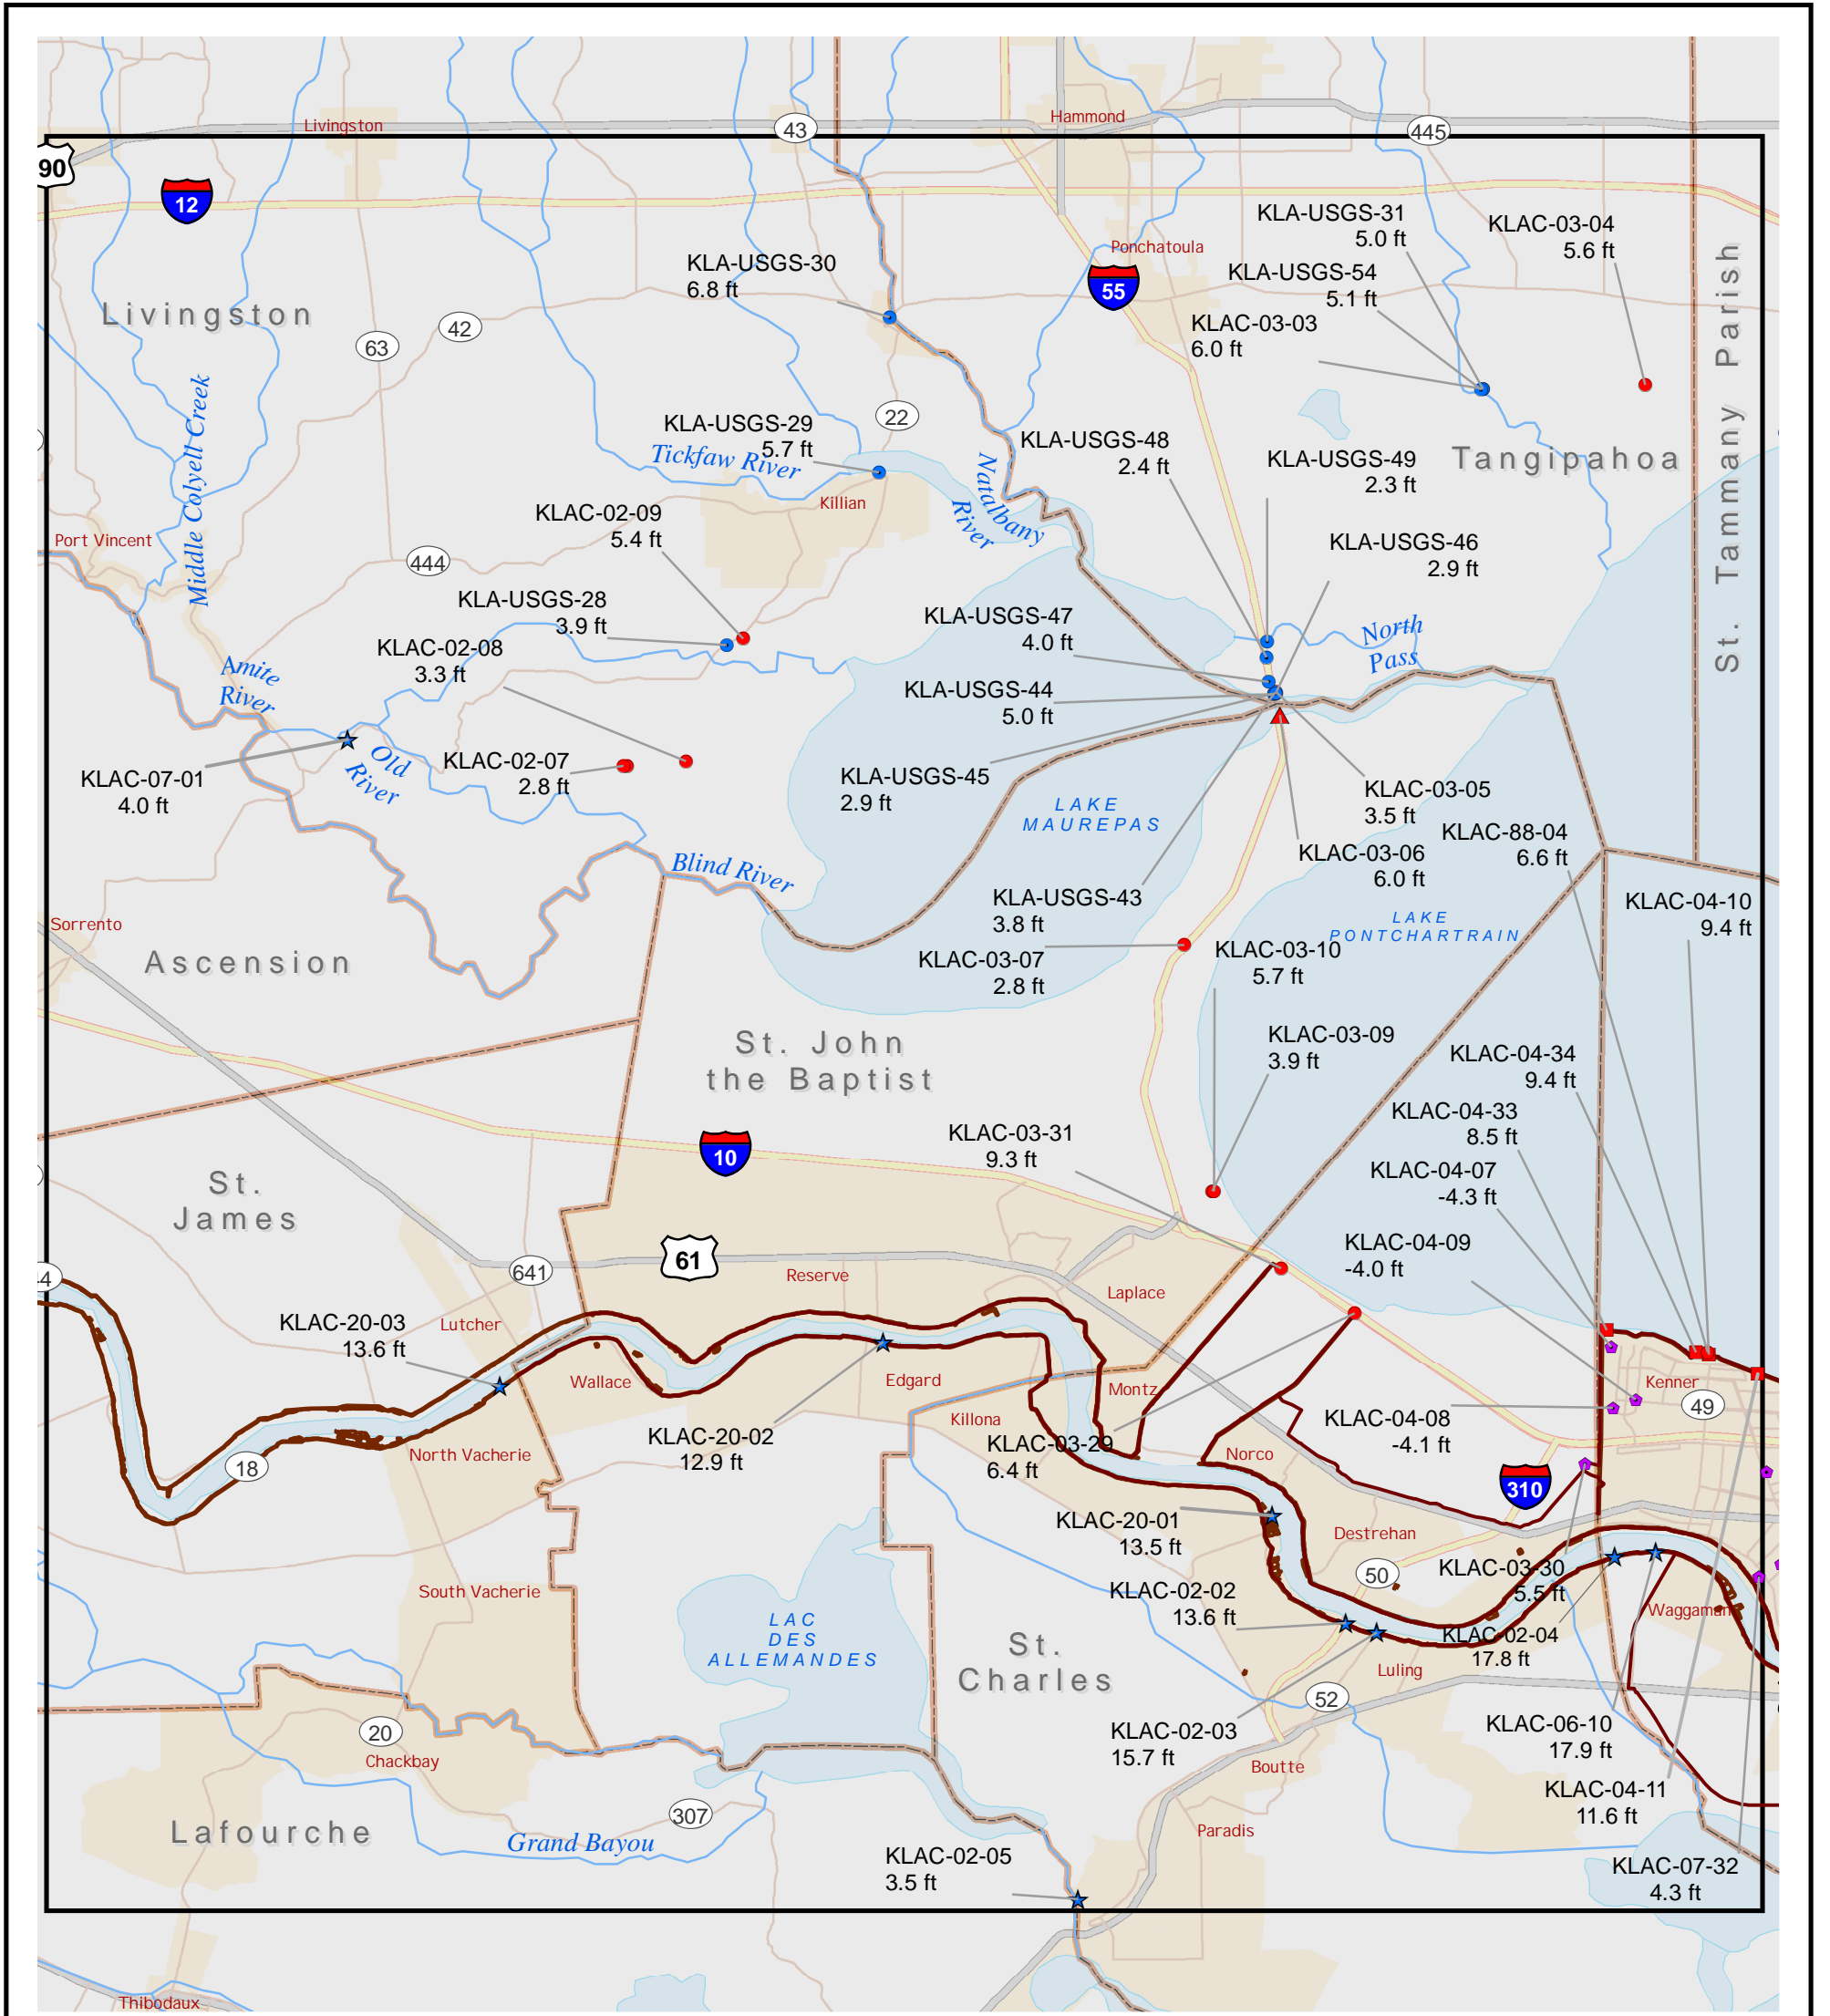 Livingston
43
Hammond
445
90
12
KLA-USGS-31
5.0 ft
KLAC-03-04
5.6 ft
Ponchatoula
KLA-USGS-30
6.8 ft
55
KLA-USGS-54
5.1 ft
Livingston
42
63
KLAC-03-03
6.0 ft
St. Tammany Parish
Middle Colyell Creek
22
KLA-USGS-29
5.7 ft
Tickfaw River
Killian
Natalbany
River
KLA-USGS-48
2.4 ft
KLA-USGS-49
2.3 ft
Tangipahoa
KLAC-02-09
5.4 ft
Port Vincent
444
KLA-USGS-46
2.9 ft
KLA-USGS-28
3.9 ft
KLA-USGS-47
4.0 ft
North
Pass
KLAC-02-08
3.3 ft
Amite
River
KLA-USGS-44
5.0 ft
KLAC-07-01
4.0 ft
Old
River
KLAC-02-07
2.8 ft
KLA-USGS-45
2.9 ft
LAKE
MAUREPAS
KLAC-03-05
3.5 ft
KLAC-88-04
6.6 ft
KLAC-03-06
6.0 ft
Blind River
KLA-USGS-43
3.8 ft
LAKE
PONTCHARTRAIN
KLAC-04-10
9.4 ft
Sorrento
Ascension
KLAC-03-07
2.8 ft
KLAC-03-10
5.7 ft
St. John
the Baptist
KLAC-03-09
3.9 ft
KLAC-04-34
9.4 ft
KLAC-04-33
8.5 ft
KLAC-03-31
9.3 ft
10
KLAC-04-07
-4.3 ft
St.
James
KLAC-04-09
-4.0 ft
44
641
61
Reserve
Laplace
KLAC-20-03
13.6 ft
Lutcher
Wallace
Edgard
Montz
Kenner
49
Killona
KLAC-04-08
-4.1 ft
KLAC-20-02
12.9 ft
KLAC-03-29
6.4 ft
North Vacherie
18
Norco
310
KLAC-20-01
13.5 ft
Destrehan
50
KLAC-03-30
5.5 ft
South Vacherie
KLAC-02-02
13.6 ft
Waggaman
LAC
DES
ALLEMANDES
St.
Charles
KLAC-02-04
17.8 ft
Luling
52
20
Chackbay
KLAC-02-03
15.7 ft
KLAC-06-10
17.9 ft
Boutte
KLAC-04-11
11.6 ft
307
Lafourche
Grand Bayou
Paradis
KLAC-02-05
3.5 ft
KLAC-07-32
4.3 ft
Thibodaux